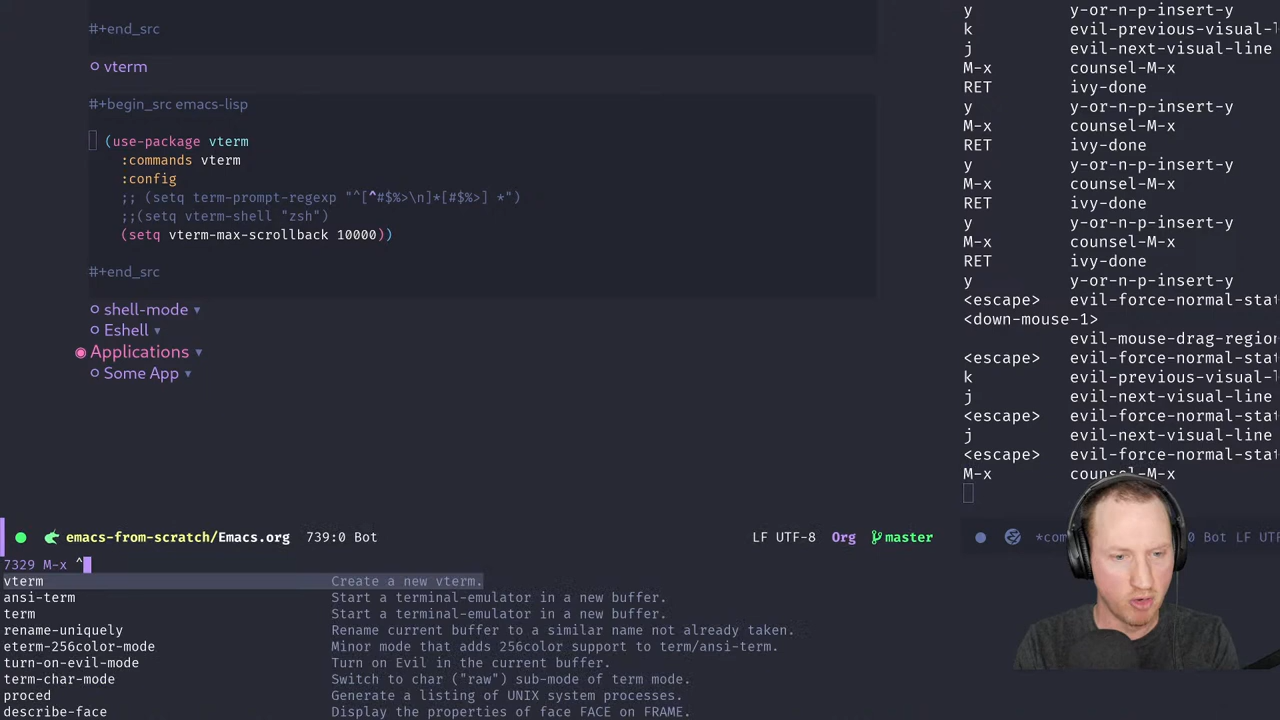 #+end_src
vterm
#+begin_src emacs-lisp
(use-package vterm
:commands vterm
:config
;; (setq term-prompt-regexp "^[^#$%>\n]*[#$%>] *")
;;(setq vterm-shell "zsh")
(setq vterm-max-scrollback 10000))
#+end_src
shell-mode
Eshell
Applications
Some App
emacs-from-scratch/Emacs.org 739:0 Bot LF UTF-8 Org master
7329 M-x ^
vterm Create a new vterm.
ansi-term Start a terminal-emulator in a new buffer.
term Start a terminal-emulator in a new buffer.
rename-uniquely Rename current buffer to a similar name not already taken.
eterm-256color-mode Minor mode that adds 256color support to term/ansi-term.
turn-on-evil-mode Turn on Evil in the current buffer.
term-char-mode Switch to char ("raw") sub-mode of term mode.
proced Generate a listing of UNIX system processes.
describe-face Display the properties of face FACE on FRAME.
y y-or-n-p-insert-y
k evil-previous-visual-l
j evil-next-visual-line
M-x counsel-M-x
RET ivy-done
y y-or-n-p-insert-y
M-x counsel-M-x
RET ivy-done
y y-or-n-p-insert-y
M-x counsel-M-x
RET ivy-done
y y-or-n-p-insert-y
M-x counsel-M-x
RET ivy-done
y y-or-n-p-insert-y
<escape> evil-force-normal-stat
<down-mouse-1>
evil-mouse-drag-region
<escape> evil-force-normal-stat
k evil-previous-visual-l
j evil-next-visual-line
<escape> evil-force-normal-stat
j evil-next-visual-line
<escape> evil-force-normal-stat
M-x counsel-M-x
*com 0 Bot LF UTF